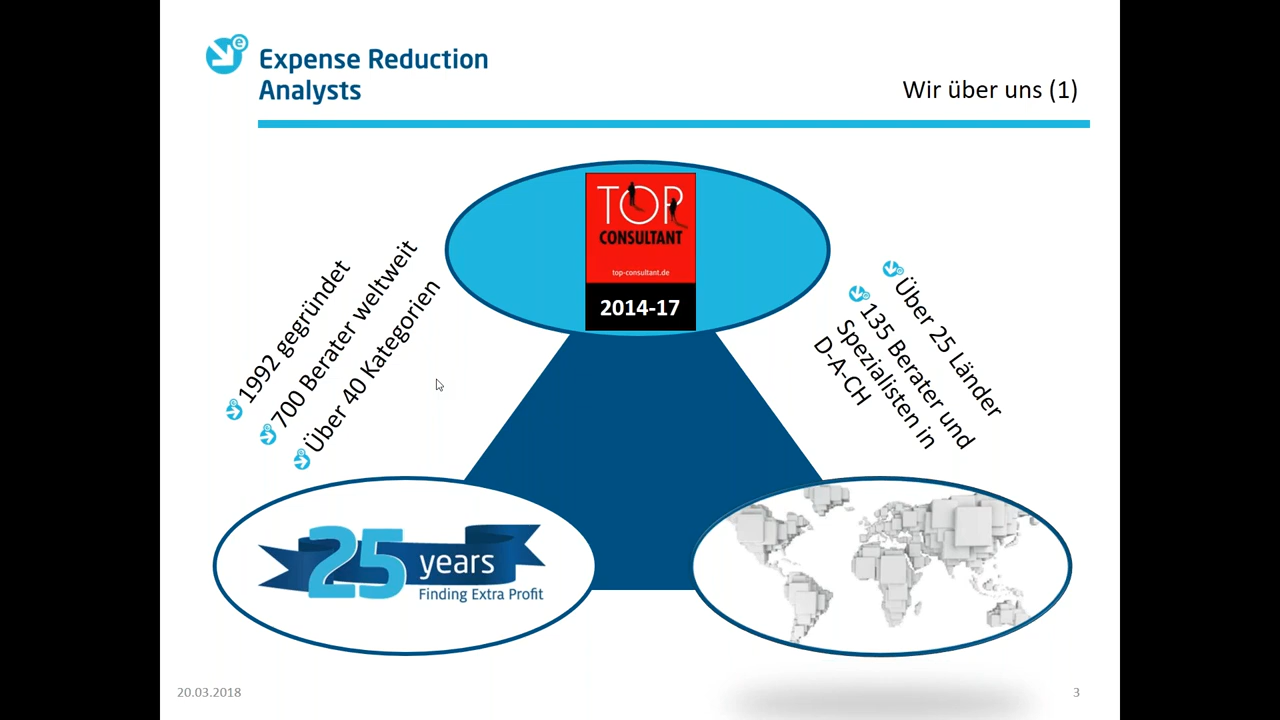 e
Expense Reduction
Analysts
Wir über uns (1)
TOP
CONSULTANT
top-consultant.de
2014-17
1992 gegründet
700 Berater weltweit
Über 40 Kategorien
Über 25 Länder
135 Berater und
Spezialisten in
D-A-CH
25 years
Finding Extra Profit
20.03.2018
3